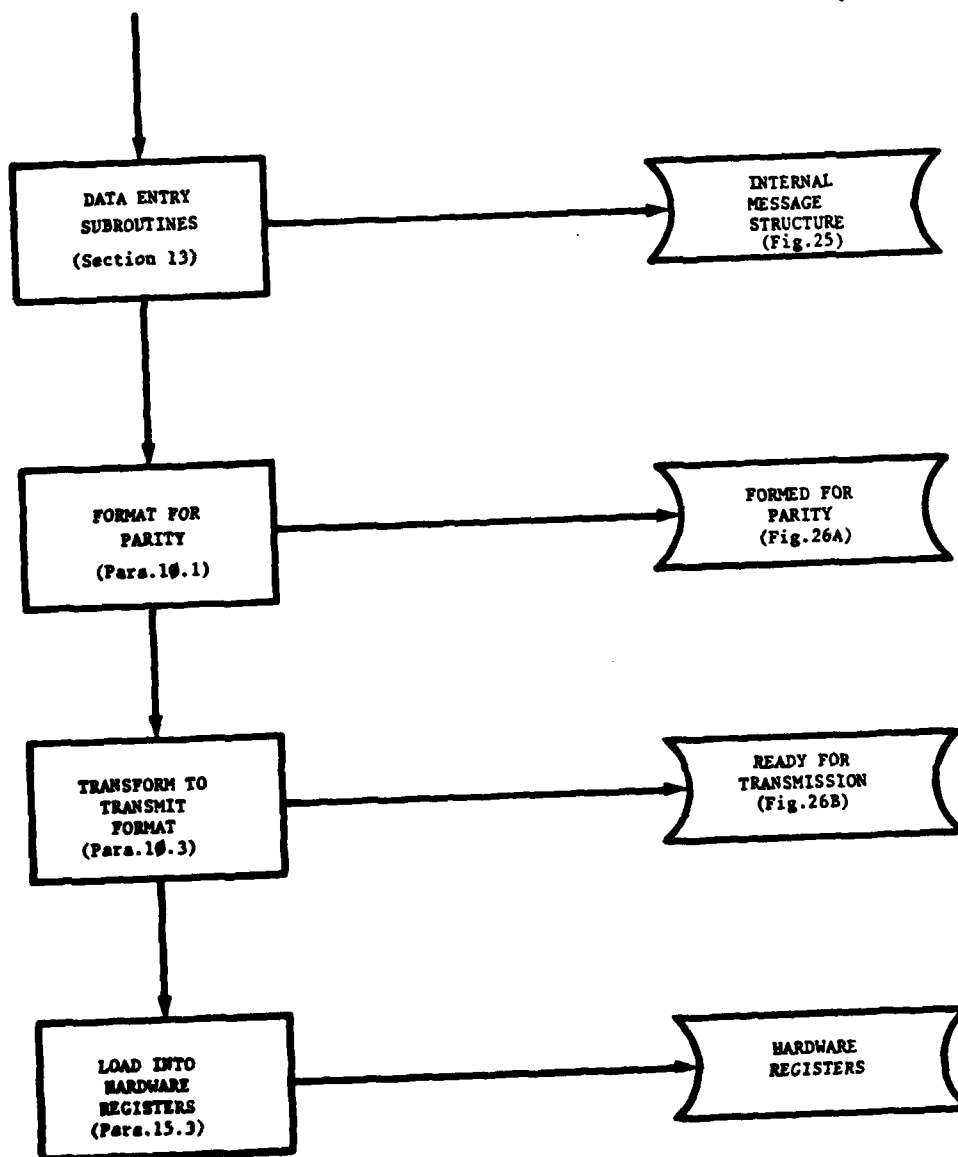 DATA ENTRY
SUBROUTINES
(Section 13)
INTERNAL
MESSAGE
STRUCTURE
(Fig.25)
FORMAT FOR
PARITY
(Para.1Ø.1)
FORMED FOR
PARITY
(Fig.26A)
TRANSFORM TO
TRANSMIT
FORMAT
(Para.1Ø.3)
READY FOR
TRANSMISSION
(Fig.26B)
LOAD INTO
HARDWARE
REGISTERS
(Para.15.3)
HARDWARE
REGISTERS